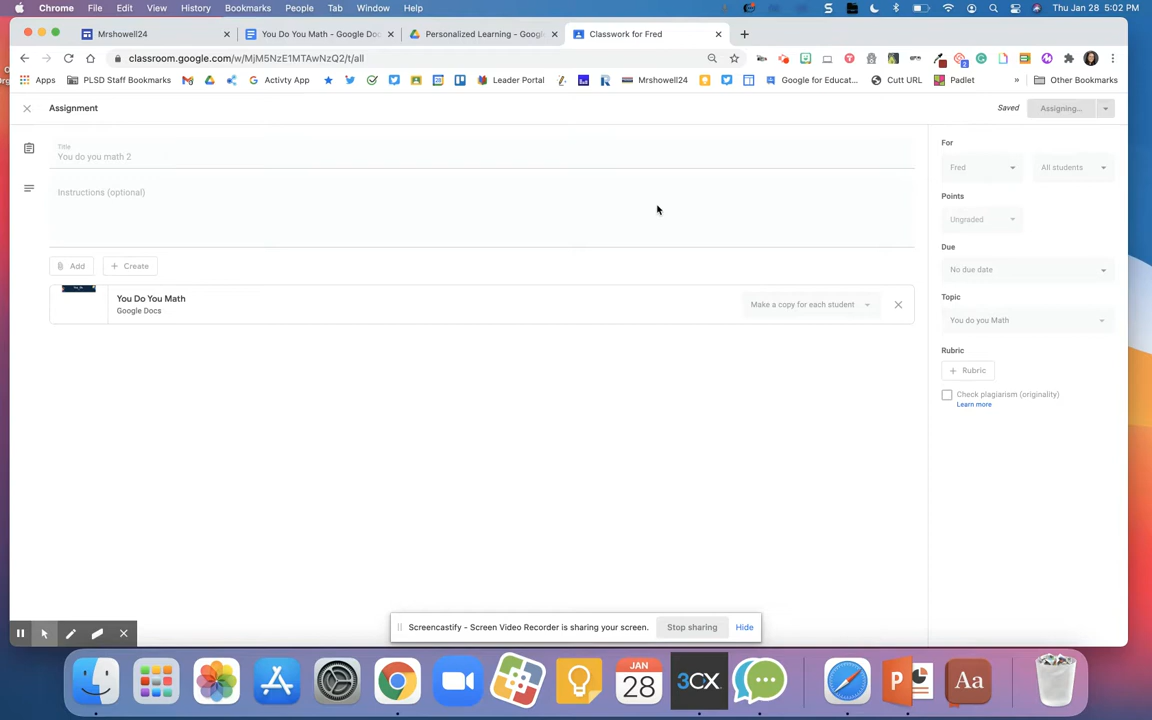 Chrome File Edit View History Bookmarks People Tab Window Help Thu Jan 28 5:02 PM
Mrshowell24 You Do You Math - Google Doc Personalized Learning - Google Classwork for Fred
classroom.google.com/w/MjM5NzE1MTAwNzQ2/t/all
Apps PLSD Staff Bookmarks Activty App Leader Portal Mrshowell24 Google for Educat... Cutt URL Padlet » Other Bookmarks
Assignment Saved Assigning...
Title
You do you math 2
Instructions (optional)
Add Create
You Do You Math
Google Docs
Make a copy for each student
For
Fred All students
Points
Ungraded
Due
No due date
Topic
You do you Math
Rubric
+ Rubric
Check plagiarism (originality)
Learn more
Screencastify - Screen Video Recorder is sharing your screen. Stop sharing Hide
JAN
28
3CX
Aa